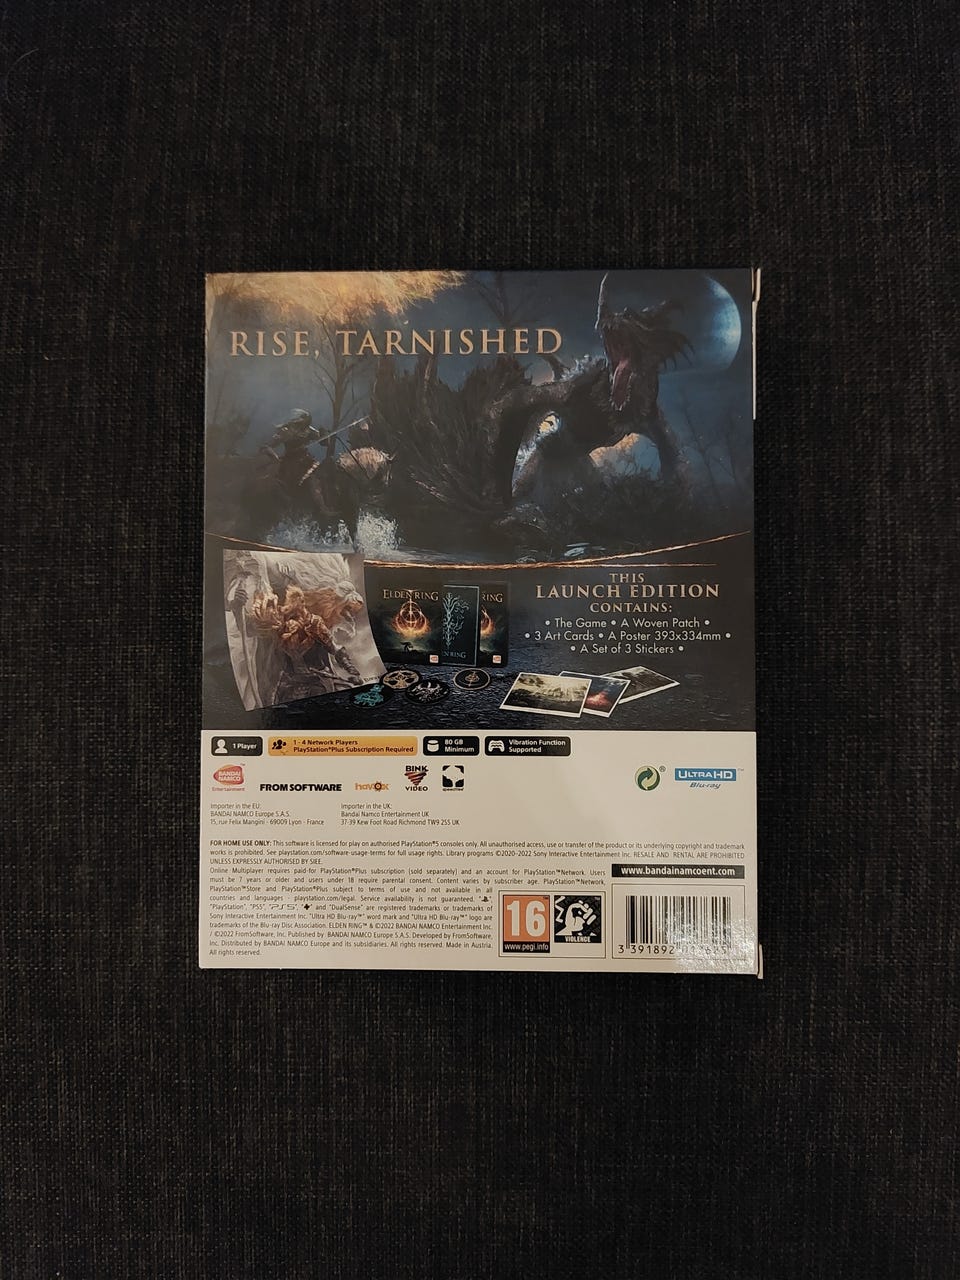 RISE, TARNISHED
THIS
LAUNCH EDITION
CONTAINS:
• The Game • A Woven Patch •
• 3 Art Cards • A Poster 393x334mm •
• A Set of 3 Stickers •
ELDEN RING
RING
EN RING
1 Player
1 - 4 Network Players
PlayStation®Plus Subscription Required
80 GB
Minimum
Vibration Function
Supported
BANDAI
NAMCO
Entertainment
FROM SOFTWARE
havok
BINK
VIDEO
speedtree
ULTRA HD
Blu-ray
Importer in the EU:
BANDAI NAMCO Europe S.A.S.
15, rue Felix Mangini - 69009 Lyon - France
Importer in the UK:
Bandai Namco Entertainment UK
37-39 Kew Foot Road Richmond TW9 2SS UK
FOR HOME USE ONLY: This software is licensed for play on authorised PlayStation®5 consoles only. All unauthorised access, use or transfer of the product or its underlying copyright and trademark
works is prohibited. See playstation.com/software-usage-terms for full usage rights. Library programs ©2020-2022 Sony Interactive Entertainment Inc. RESALE AND RENTAL ARE PROHIBITED
UNLESS EXPRESSLY AUTHORISED BY SIEE.
Online Multiplayer requires paid-for PlayStation®Plus subscription (sold separately) and an account for PlayStation™Network. Users
must be 7 years or older and users under 18 require parental consent. Content varies by subscriber age. PlayStation™Network,
PlayStation™Store and PlayStation®Plus subject to terms of use and not available in all
countries and languages - playstation.com/legal. Service availability is not guaranteed. "
"PlayStation", "PS5", "PS5", " " and "DualSense" are registered trademarks or trademarks of
Sony Interactive Entertainment Inc. "Ultra HD Blu-ray™" word mark and "Ultra HD Blu-ray™" logo are
trademarks of the Blu-ray Disc Association. ELDEN RING™ & ©2022 BANDAI NAMCO Entertainment Inc.
/ ©2022 FromSoftware, Inc. Published by BANDAI NAMCO Europe S.A.S. Developed by FromSoftware,
Inc. Distributed by BANDAI NAMCO Europe and its subsidiaries. All rights reserved. Made in Austria.
All rights reserved.
www.bandainamcoent.com
16
www.pegi.info
VIOLENCE
3 391892